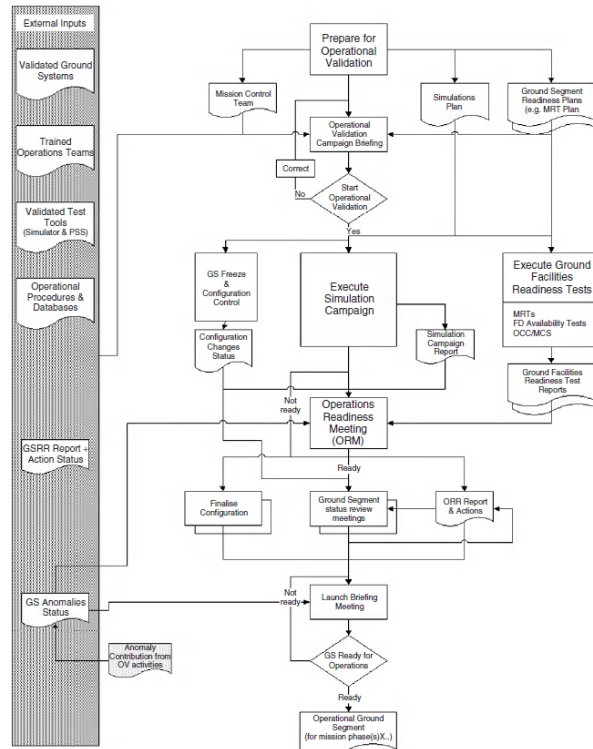 External Inputs
Validated Ground
Systems
Trained
Operations Teams
Validated Test
Tools
(Simulator & PSS)
Operational
Procedures &
Databases
GSRR Report +
Action Status
GS Anomalies
Status
Anomaly
Contribution from
OV activities
Prepare for
Operational
Validation
Mission Control
Team
Simulations
Plan
Ground Segment
Readiness Plans
(e.g. MRT Plan
Operational
Validation
Campaign Briefing
Correct
No
Start
Operational
Validation
Yes
GS Freeze
&
Configuration
Control
Execute
Simulation
Campaign
Execute Ground
Facilities
Readiness Tests
MRTs
FD Availability Tests
OCC/MCS
Configuration
Changes
Status
Simulation
Campaign
Report
Ground Facilities
Readiness Test
Reports
Not
ready
Operations
Readiness
Meeting
(ORM)
Ready
Finalise
Configuration
Ground Segment
status review
meetings
ORR Report
& Actions
Not
ready
Launch Briefing
Meeting
GS Ready for
Operations
Ready
Operational Ground
Segment
(for mission phase(s)X..)